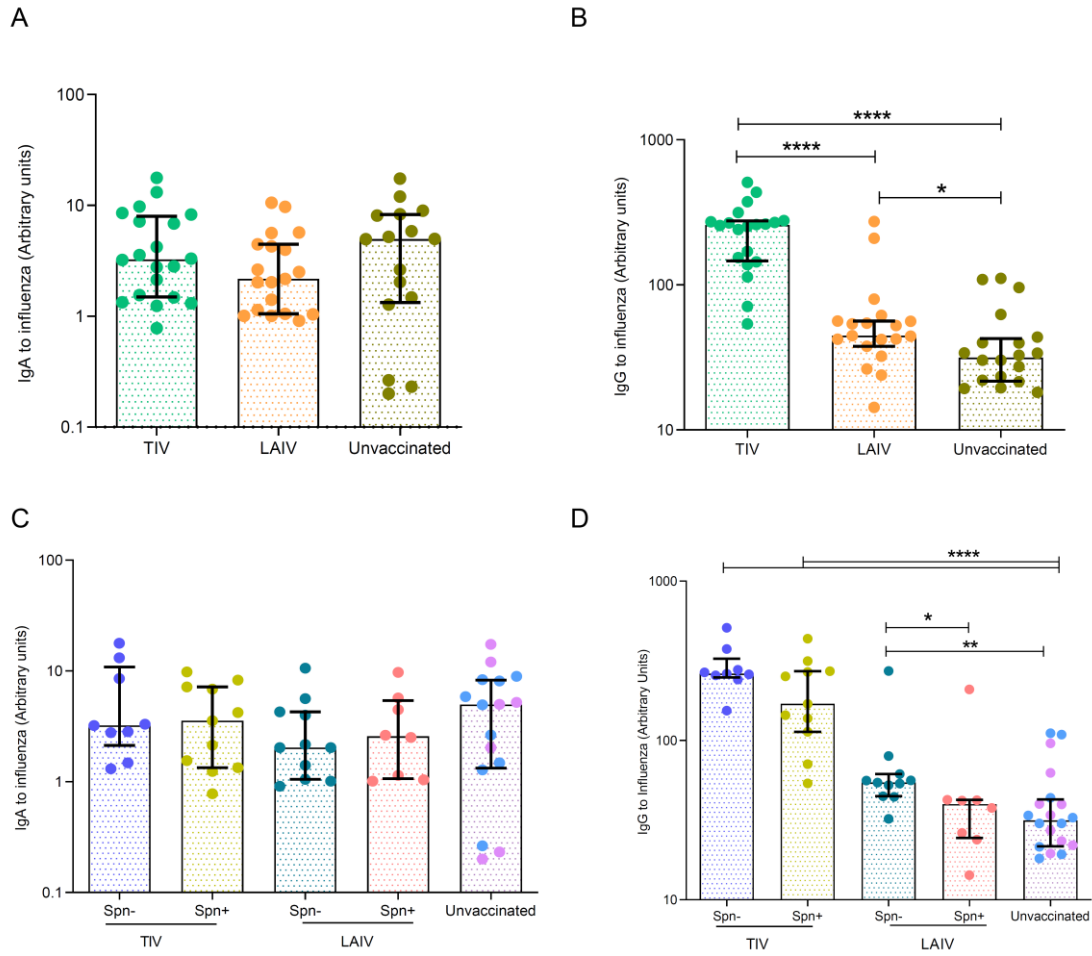 A
IgA to influenza (Arbitrary units)
100
10
1
0.1
TIV LAIV Unvaccinated
B
IgG to influenza (Arbitrary units)
1000
100
10
****
****
*
TIV LAIV Unvaccinated
C
IgA to influenza (Arbitrary units)
100
10
1
0.1
Spn- Spn+ Spn- Spn+ Unvaccinated
TIV LAIV
D
IgG to influenza (Arbitrary Units)
1000
100
10
****
*
**
Spn- Spn+ Spn- Spn+ Unvaccinated
TIV LAIV